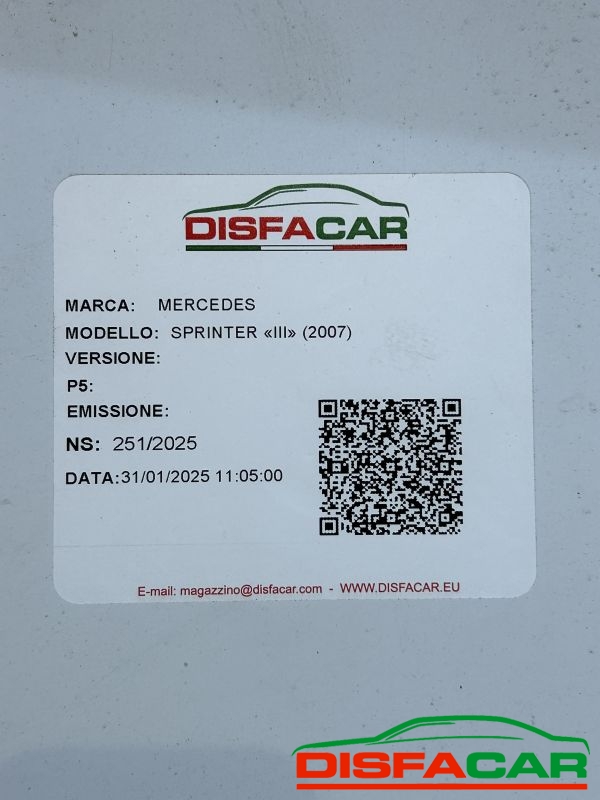 DISFACAR
MARCA: MERCEDES
MODELLO: SPRINTER «III» (2007)
VERSIONE:
P5:
EMISSIONE:
NS: 251/2025
DATA:31/01/2025 11:05:00
E-mail: magazzino@disfacar.com - WWW.DISFACAR.EU
DISFACAR